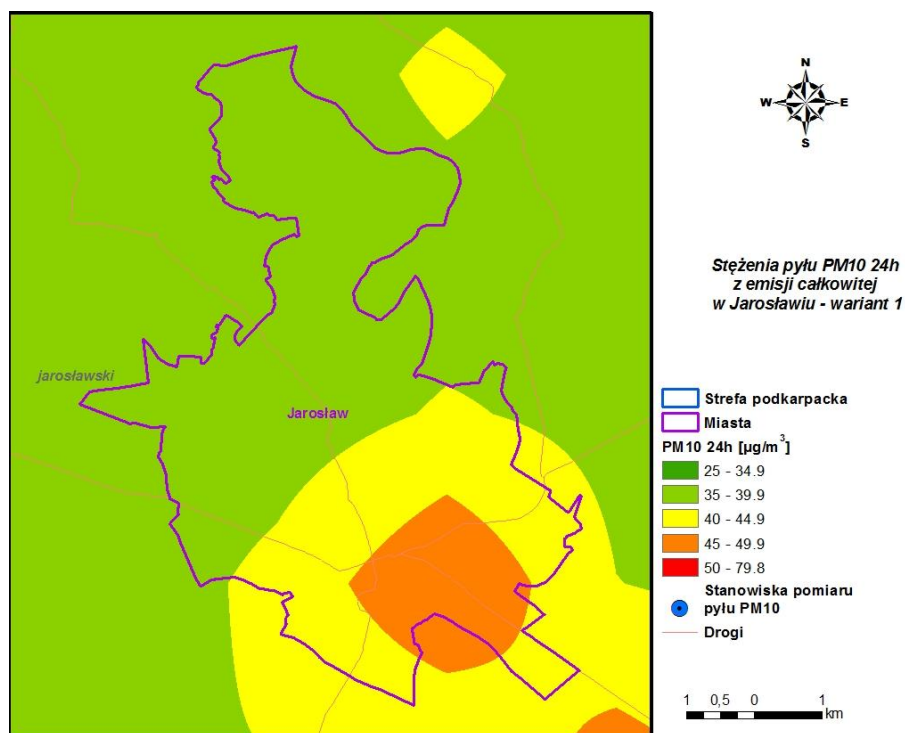 N
W E
S
Stężenia pyłu PM10 24h
z emisji całkowitej
w Jarosławiu - wariant 1
jarosławski
Jarosław
Strefa podkarpacka
Miasta
PM10 24h [µg/m³]
25 - 34.9
35 - 39.9
40 - 44.9
45 - 49.9
50 - 79.8
Stanowiska pomiaru
pyłu PM10
Drogi
1 0,5 0 1
km